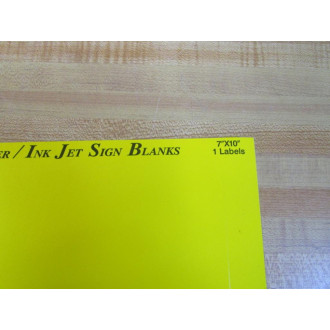 ER / INK JET SIGN BLANKS
7"X10"
1 Labels